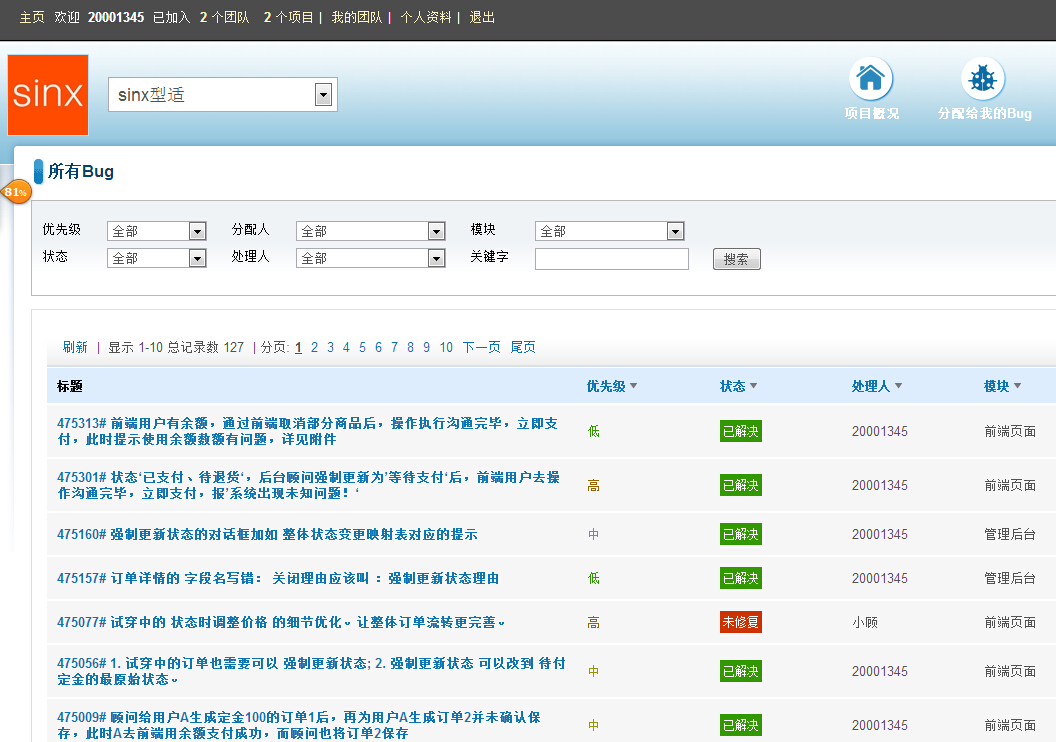 主页 欢迎 20001345 已加入 2 个团队 2 个项目 | 我的团队 | 个人资料 | 退出
sinx
sinx型适
项目概况 分配给我的Bug
所有Bug
81%
优先级 全部 分配人 全部 模块 全部
状态 全部 处理人 全部 关键字 搜索
刷新 | 显示 1-10 总记录数 127 | 分页: 1 2 3 4 5 6 7 8 9 10 下一页 尾页
标题 优先级 状态 处理人 模块
475313# 前端用户有余额，通过前端取消部分商品后，操作执行沟通完毕，立即支
付，此时提示使用余额数额有问题，详见附件
低 已解决 20001345 前端页面
475301# 状态‘已支付、待退货‘，后台顾问强制更新为’等待支付‘后，前端用户去操
作沟通完毕，立即支付，报’系统出现未知问题！‘
高 已解决 20001345 前端页面
475160# 强制更新状态的对话框加如 整体状态变更映射表对应的提示 中 已解决 20001345 管理后台
475157# 订单详情的 字段名写错： 关闭理由应该叫 ：强制更新状态理由 低 已解决 20001345 管理后台
475077# 试穿中的 状态时调整价格 的细节优化。让整体订单流转更完善。 高 未修复 小顾 前端页面
475056# 1. 试穿中的订单也需要可以 强制更新状态; 2. 强制更新状态 可以改到 待付
定金的最原始状态。
中 已解决 20001345 前端页面
475009# 顾问给用户A生成定金100的订单1后，再为用户A生成订单2并未确认保
存，此时A去前端用余额支付成功，而顾问也将订单2保存
中 已解决 20001345 前端页面